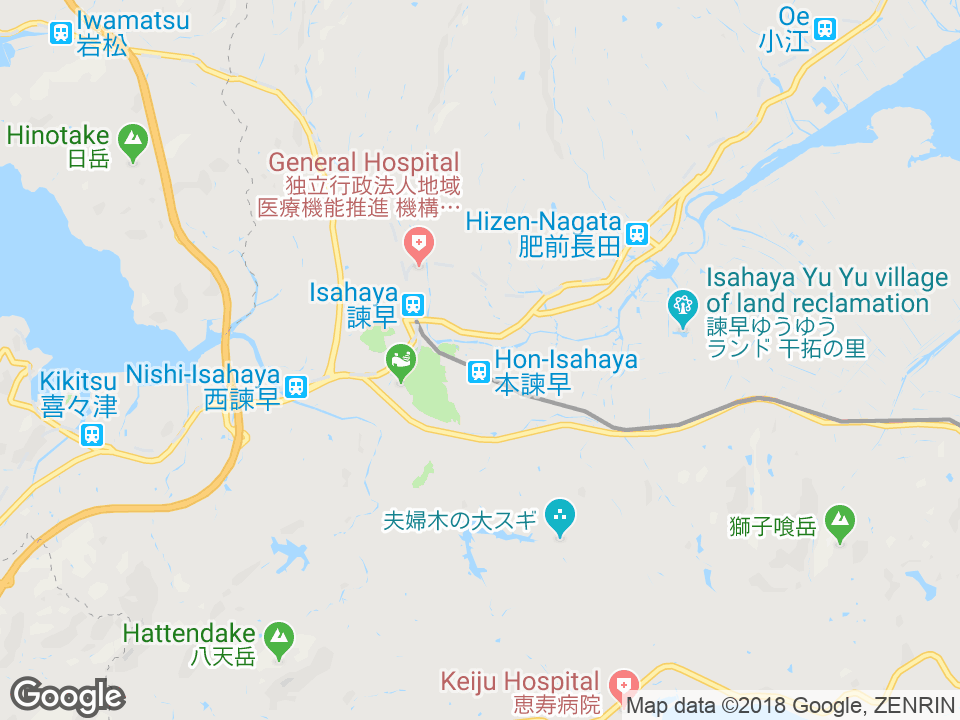 Iwamatsu
岩松
Oe
小江
Hinotake
日岳
General Hospital
独立行政法人地域
医療機能推進 機構…
Hizen-Nagata
肥前長田
Isahaya Yu Yu village
of land reclamation
諫早ゆうゆう
ランド 干拓の里
Isahaya
諫早
Hon-Isahaya
本諫早
Nishi-Isahaya
西諫早
Kikitsu
喜々津
夫婦木の大スギ
獅子喰岳
Hattendake
八天岳
Keiju Hospital
恵寿病院
Google
Map data ©2018 Google, ZENRIN